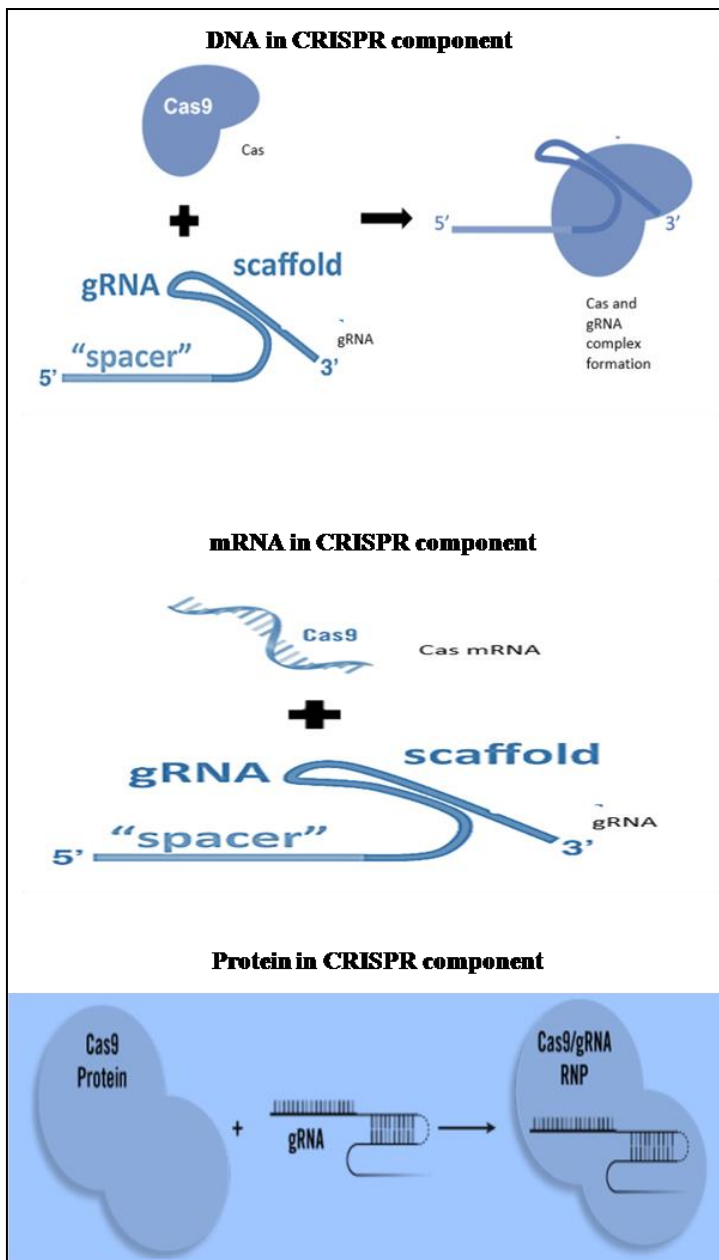 DNA in CRISPR component
Cas9
Cas
5'
3'
scaffold
gRNA
gRNA
"spacer"
5'
3'
Cas and
gRNA
complex
formation
mRNA in CRISPR component
Cas9
Cas mRNA
scaffold
gRNA
gRNA
"spacer"
5'
3'
Protein in CRISPR component
Cas9
Protein
+
gRNA
Cas9/gRNA
RNP